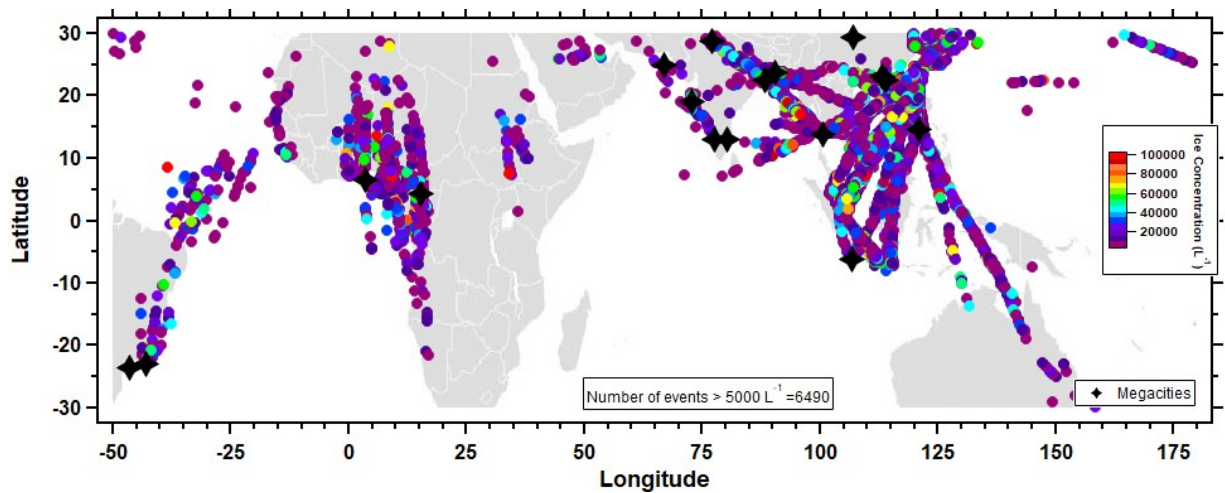 30
20
10
0
-10
-20
-30
Latitude
Ice Concentration (L⁻¹)
100000
80000
60000
40000
20000
Number of events > 5000 L⁻¹ =6490
Megacities
-50 -25 0 25 50 75 100 125 150 175
Longitude